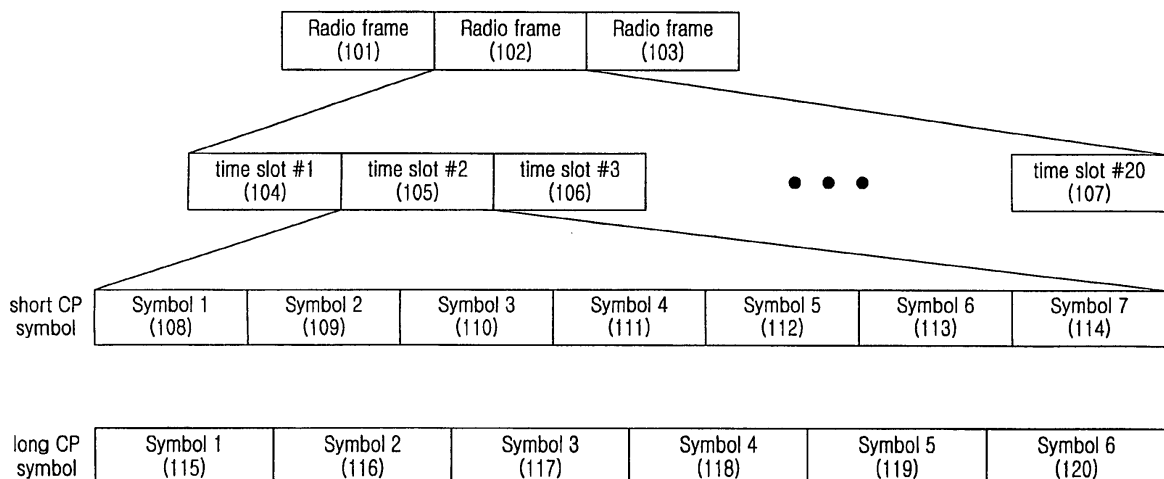 Radio frame
(101)
Radio frame
(102)
Radio frame
(103)
time slot #1
(104)
time slot #2
(105)
time slot #3
(106)
time slot #20
(107)
short CP
symbol
Symbol 1
(108)
Symbol 2
(109)
Symbol 3
(110)
Symbol 4
(111)
Symbol 5
(112)
Symbol 6
(113)
Symbol 7
(114)
long CP
symbol
Symbol 1
(115)
Symbol 2
(116)
Symbol 3
(117)
Symbol 4
(118)
Symbol 5
(119)
Symbol 6
(120)